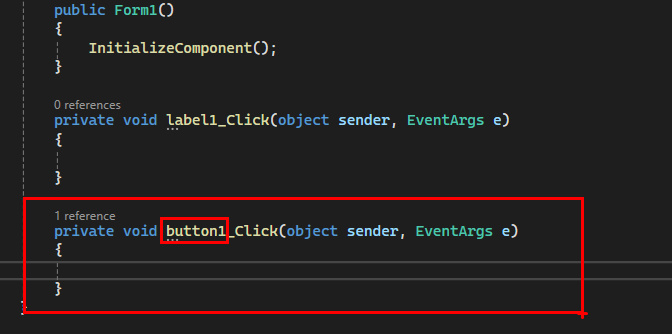 public Form1()
{
InitializeComponent();
}
0 references
private void label1_Click(object sender, EventArgs e)
{
}
1 reference
private void button1_Click(object sender, EventArgs e)
{
}
}